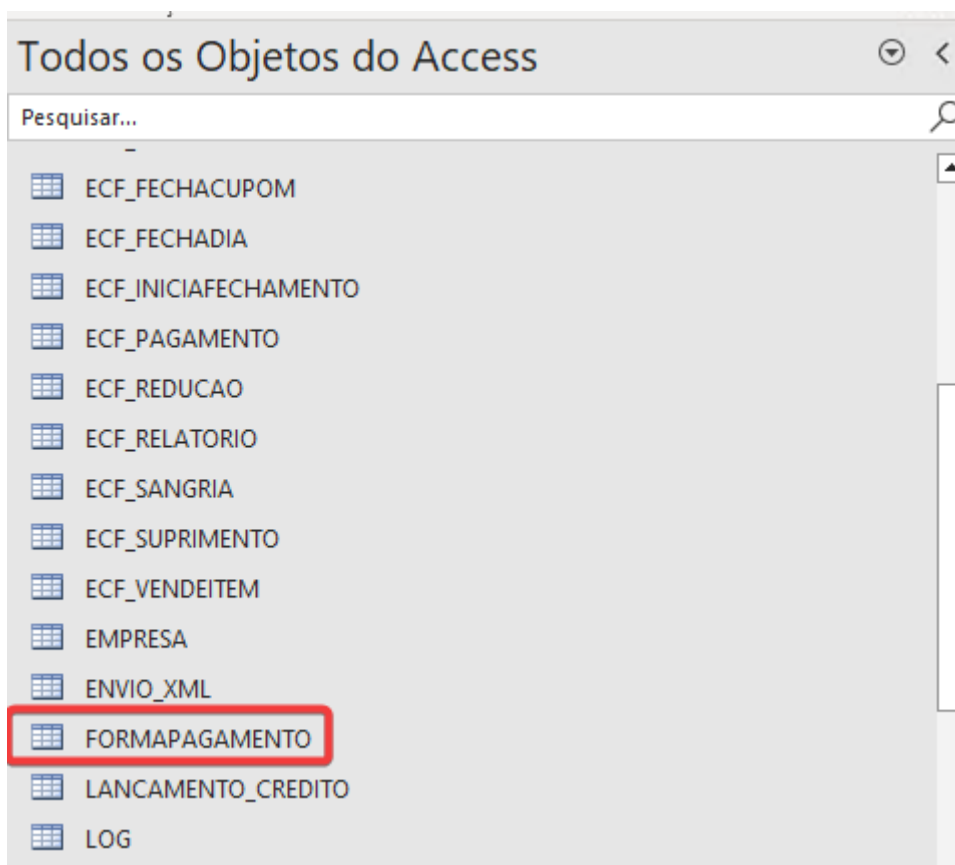 Todos os Objetos do Access
Pesquisar...
ECF_FECHACUPOM
ECF_FECHADIA
ECF_INICIAFECHAMENTO
ECF_PAGAMENTO
ECF_REDUCAO
ECF_RELATORIO
ECF_SANGRIA
ECF_SUPRIMENTO
ECF_VENDEITEM
EMPRESA
ENVIO_XML
FORMAPAGAMENTO
LANCAMENTO_CREDITO
LOG